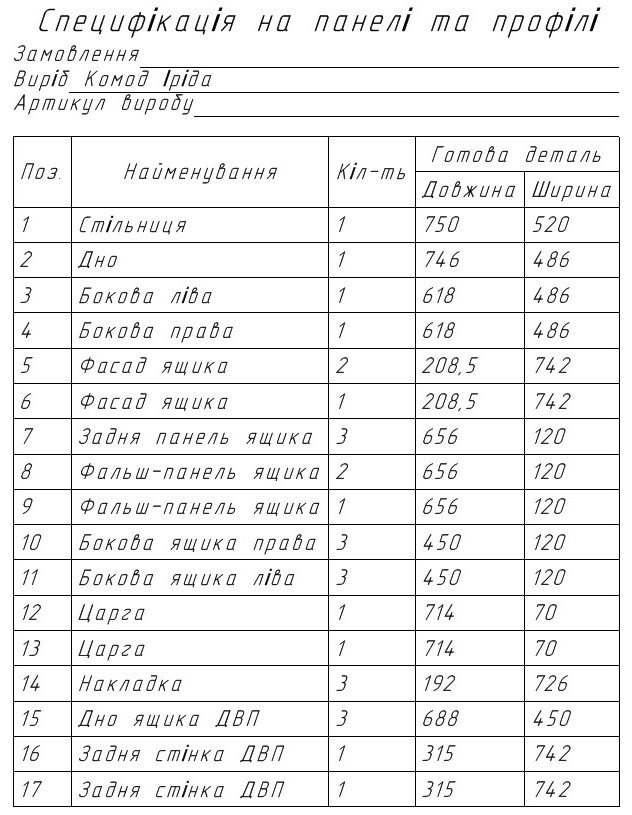 Специфікація на панелі та профілі
Замовлення
Виріб Комод Іріда
Артикул виробу
Поз. Найменування Кіл-ть Готова деталь
Довжина Ширина
1 Стільниця 1 750 520
2 Дно 1 746 486
3 Бокова ліва 1 618 486
4 Бокова права 1 618 486
5 Фасад ящика 2 208,5 742
6 Фасад ящика 1 208,5 742
7 Задня панель ящика 3 656 120
8 Фальш-панель ящика 2 656 120
9 Фальш-панель ящика 1 656 120
10 Бокова ящика права 3 450 120
11 Бокова ящика ліва 3 450 120
12 Царга 1 714 70
13 Царга 1 714 70
14 Накладка 3 192 726
15 Дно ящика ДВП 3 688 450
16 Задня стінка ДВП 1 315 742
17 Задня стінка ДВП 1 315 742